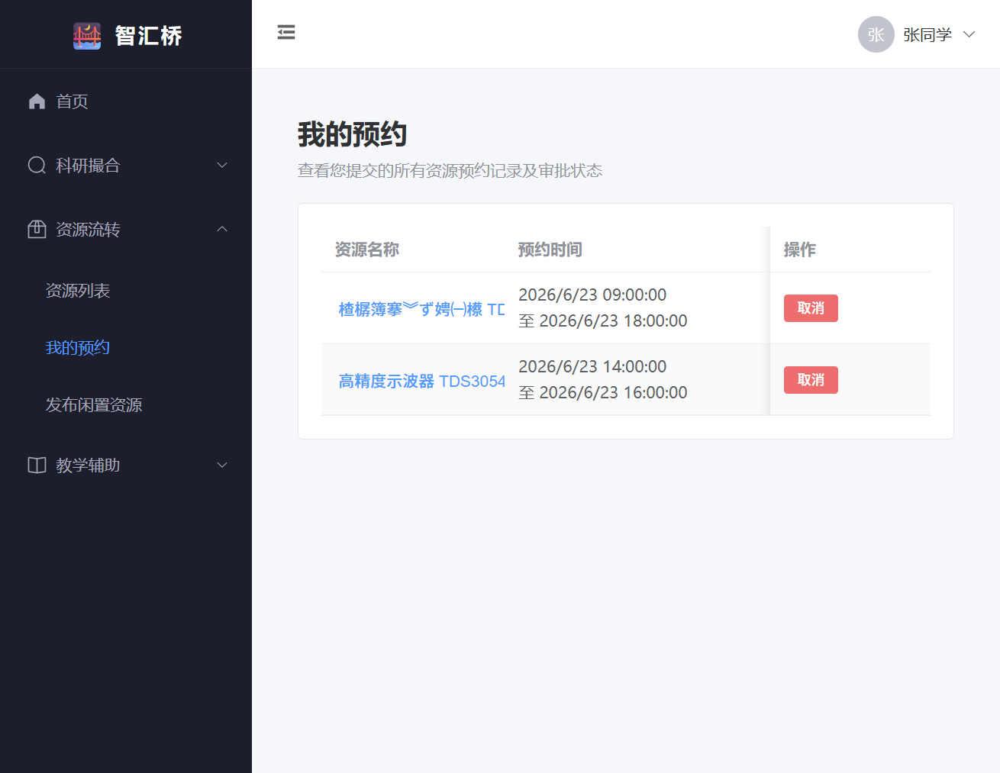 智汇桥
张
张同学
首页
科研撮合
资源流转
资源列表
我的预约
发布闲置资源
教学辅助
我的预约
查看您提交的所有资源预约记录及审批状态
资源名称
预约时间
操作
楂樼簿搴︾ず娉㈠櫒 TD
2026/6/23 09:00:00
至 2026/6/23 18:00:00
取消
高精度示波器 TDS3054
2026/6/23 14:00:00
至 2026/6/23 16:00:00
取消